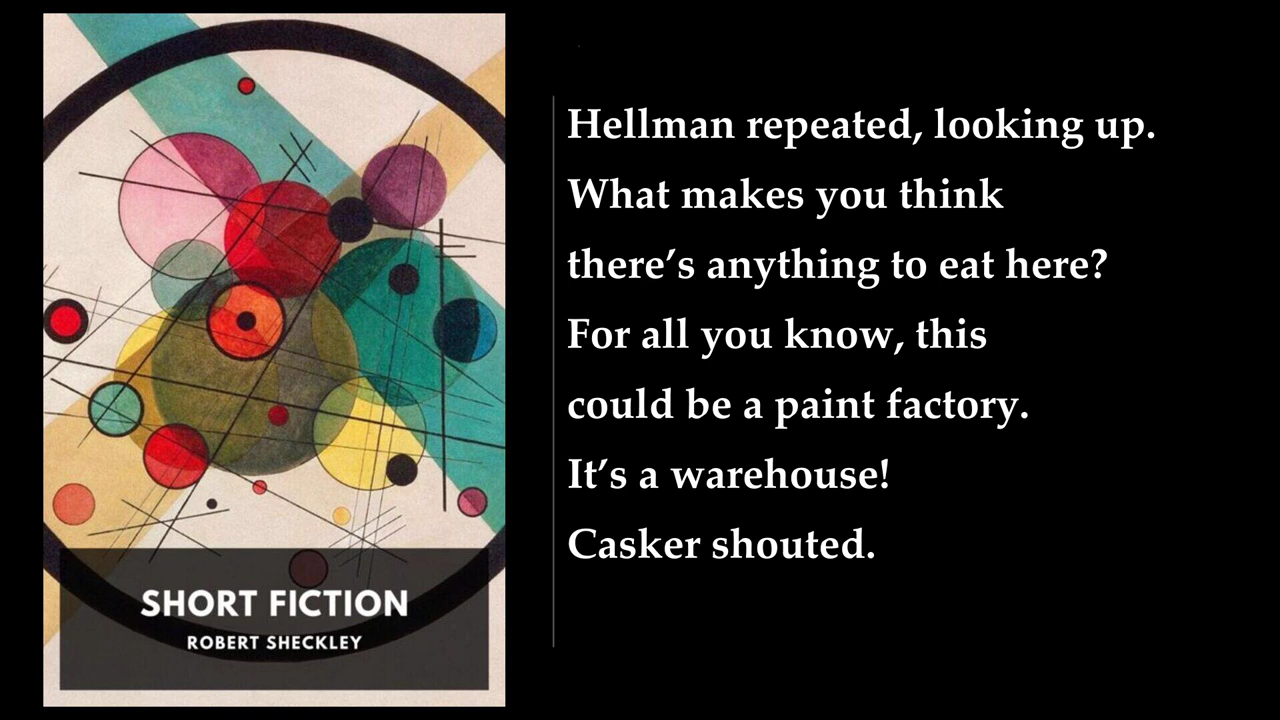 SHORT FICTION
ROBERT SHECKLEY
Hellman repeated, looking up.
What makes you think
there’s anything to eat here?
For all you know, this
could be a paint factory.
It’s a warehouse!
Casker shouted.